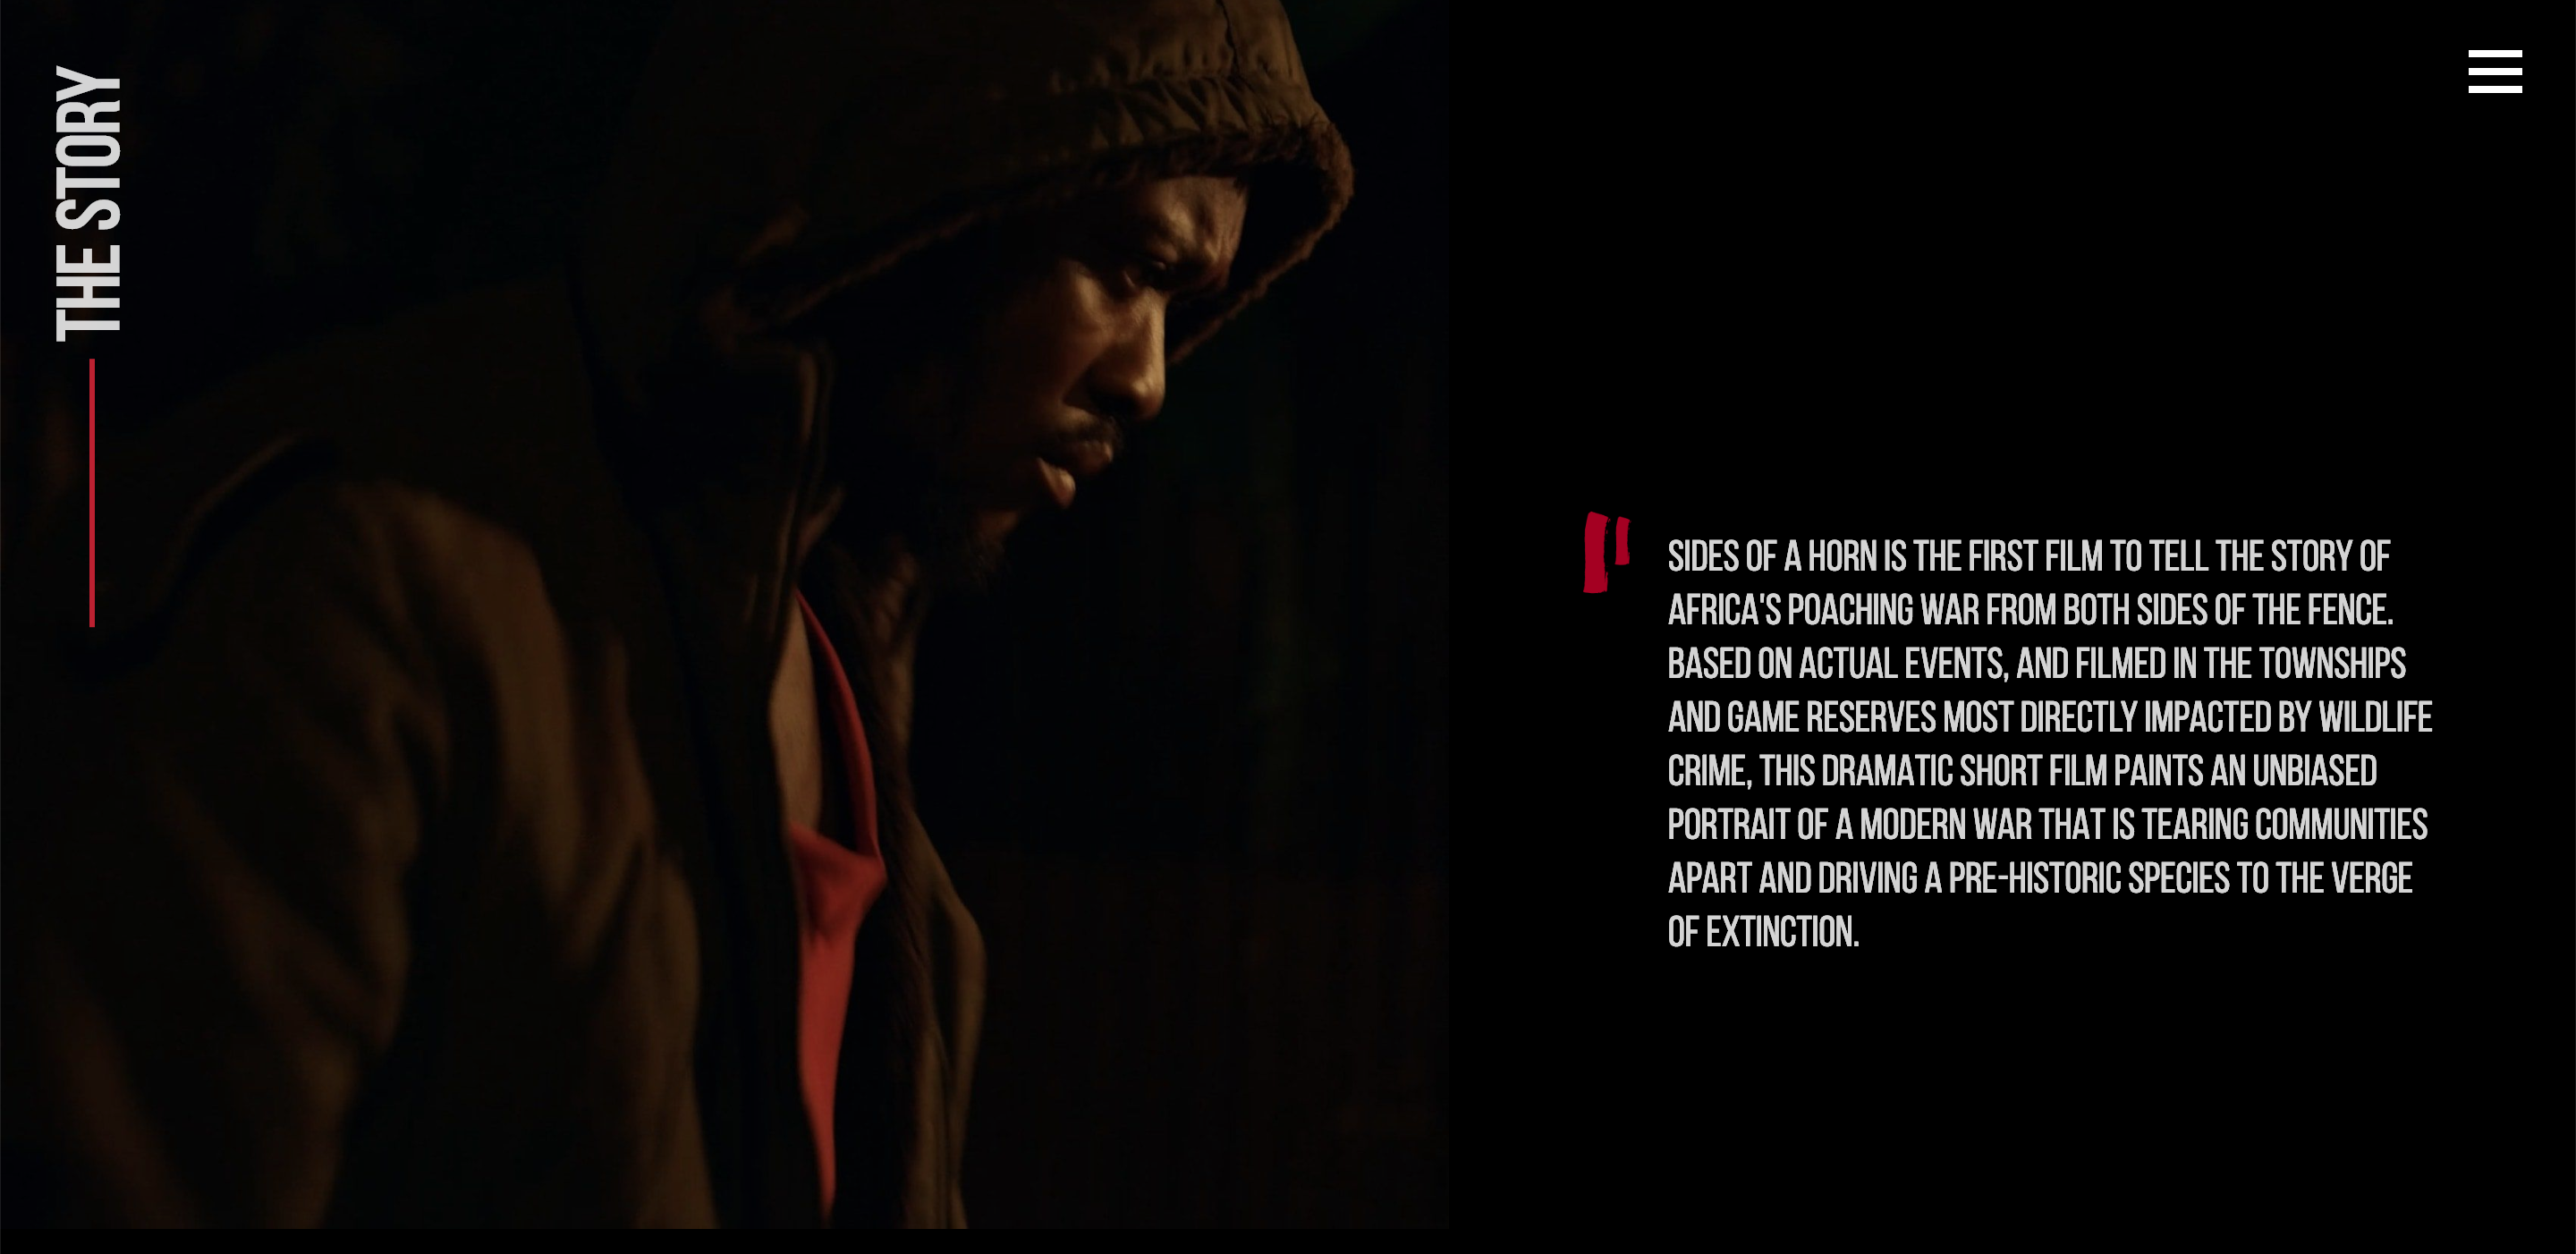 THE STORY
SIDES OF A HORN IS THE FIRST FILM TO TELL THE STORY OF
AFRICA'S POACHING WAR FROM BOTH SIDES OF THE FENCE.
BASED ON ACTUAL EVENTS, AND FILMED IN THE TOWNSHIPS
AND GAME RESERVES MOST DIRECTLY IMPACTED BY WILDLIFE
CRIME, THIS DRAMATIC SHORT FILM PAINTS AN UNBIASED
PORTRAIT OF A MODERN WAR THAT IS TEARING COMMUNITIES
APART AND DRIVING A PRE-HISTORIC SPECIES TO THE VERGE
OF EXTINCTION.